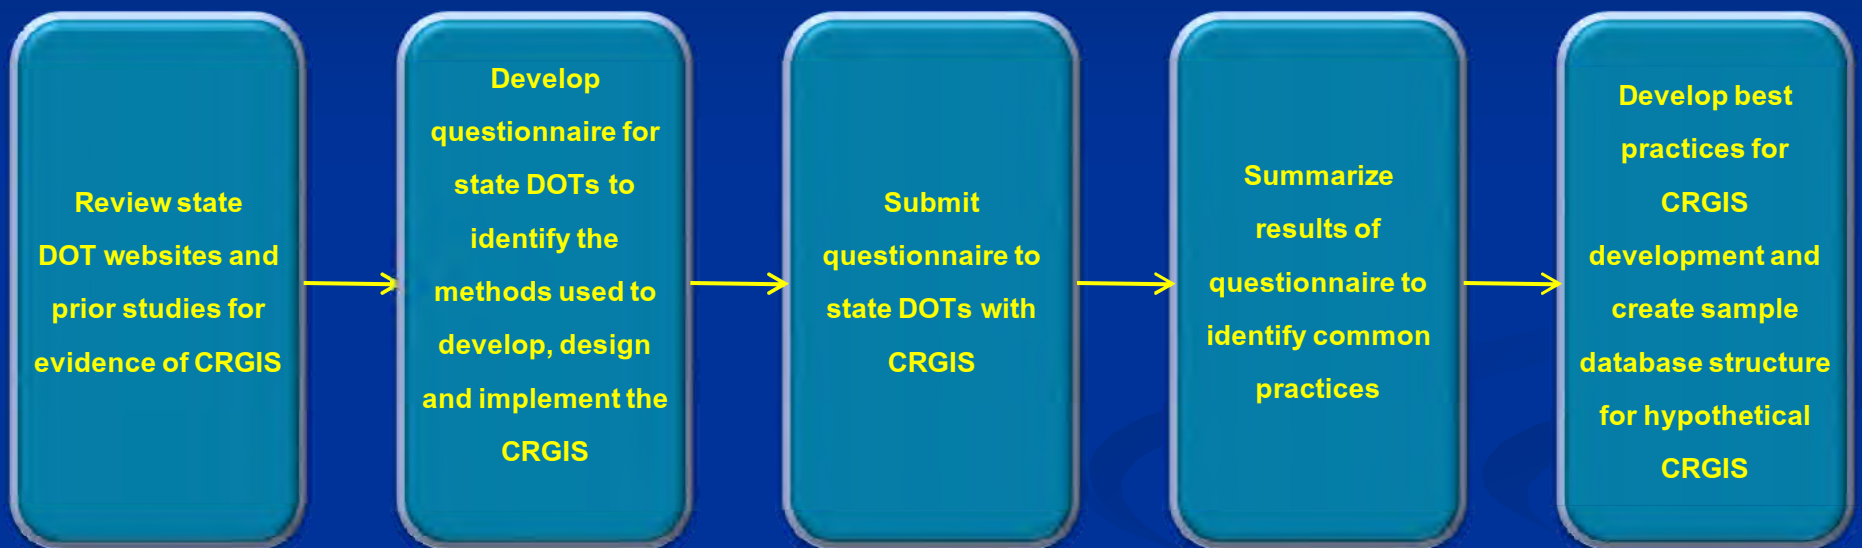 Review state
DOT websites and
prior studies for
evidence of CRGIS
Develop
questionnaire for
state DOTs to
identify the
methods used to
develop, design
and implement the
CRGIS
Submit
questionnaire to
state DOTs with
CRGIS
Summarize
results of
questionnaire to
identify common
practices
Develop best
practices for
CRGIS
development and
create sample
database structure
for hypothetical
CRGIS